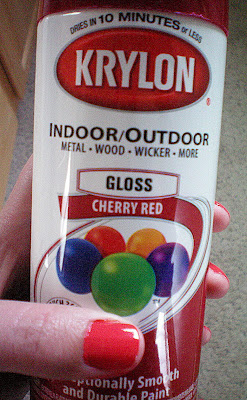 DRIES IN 10 MINUTES OR LESS
KRYLON®
INDOOR/OUTDOOR
METAL • WOOD • WICKER • MORE
GLOSS
CHERRY RED
™
Smooth
and Durable Paint